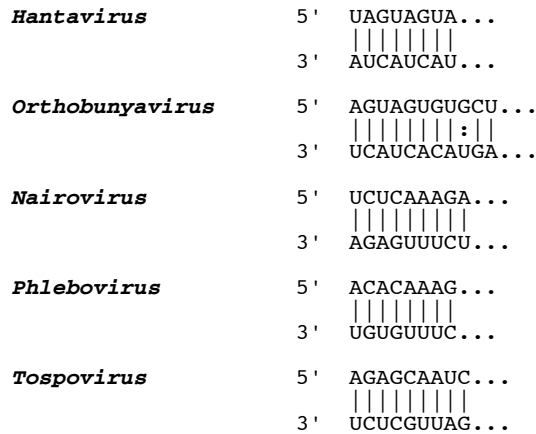 Hantavirus 5' UAGUAGUA...
||||||||
3' AUCAUCAU...
Orthobunyavirus 5' AGUAGUGUGCU...
||||||||:||
3' UCAUCACAUGA...
Nairovirus 5' UCUCAAAGA...
|||||||||
3' AGAGUUUCU...
Phlebovirus 5' ACACAAAG...
||||||||
3' UGUGUUUC...
Tospovirus 5' AGAGCAAUC...
|||||||||
3' UCUCGUUAG...